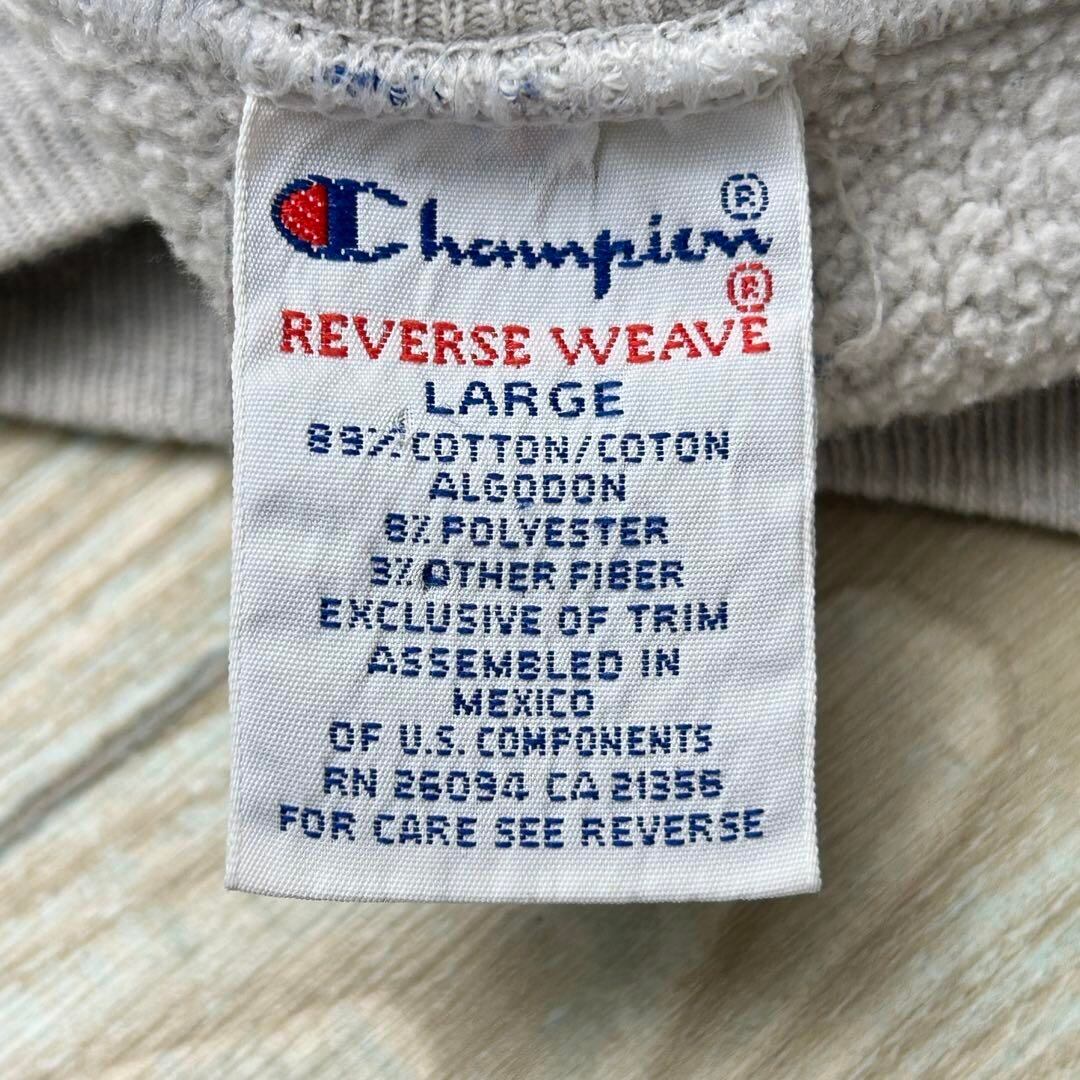 Champion®
REVERSE WEAVE®
LARGE
89% COTTON/COTON
ALGODON
8% POLYESTER
3% OTHER FIBER
EXCLUSIVE OF TRIM
ASSEMBLED IN
MEXICO
OF U.S. COMPONENTS
RN 26094 CA 21356
FOR CARE SEE REVERSE